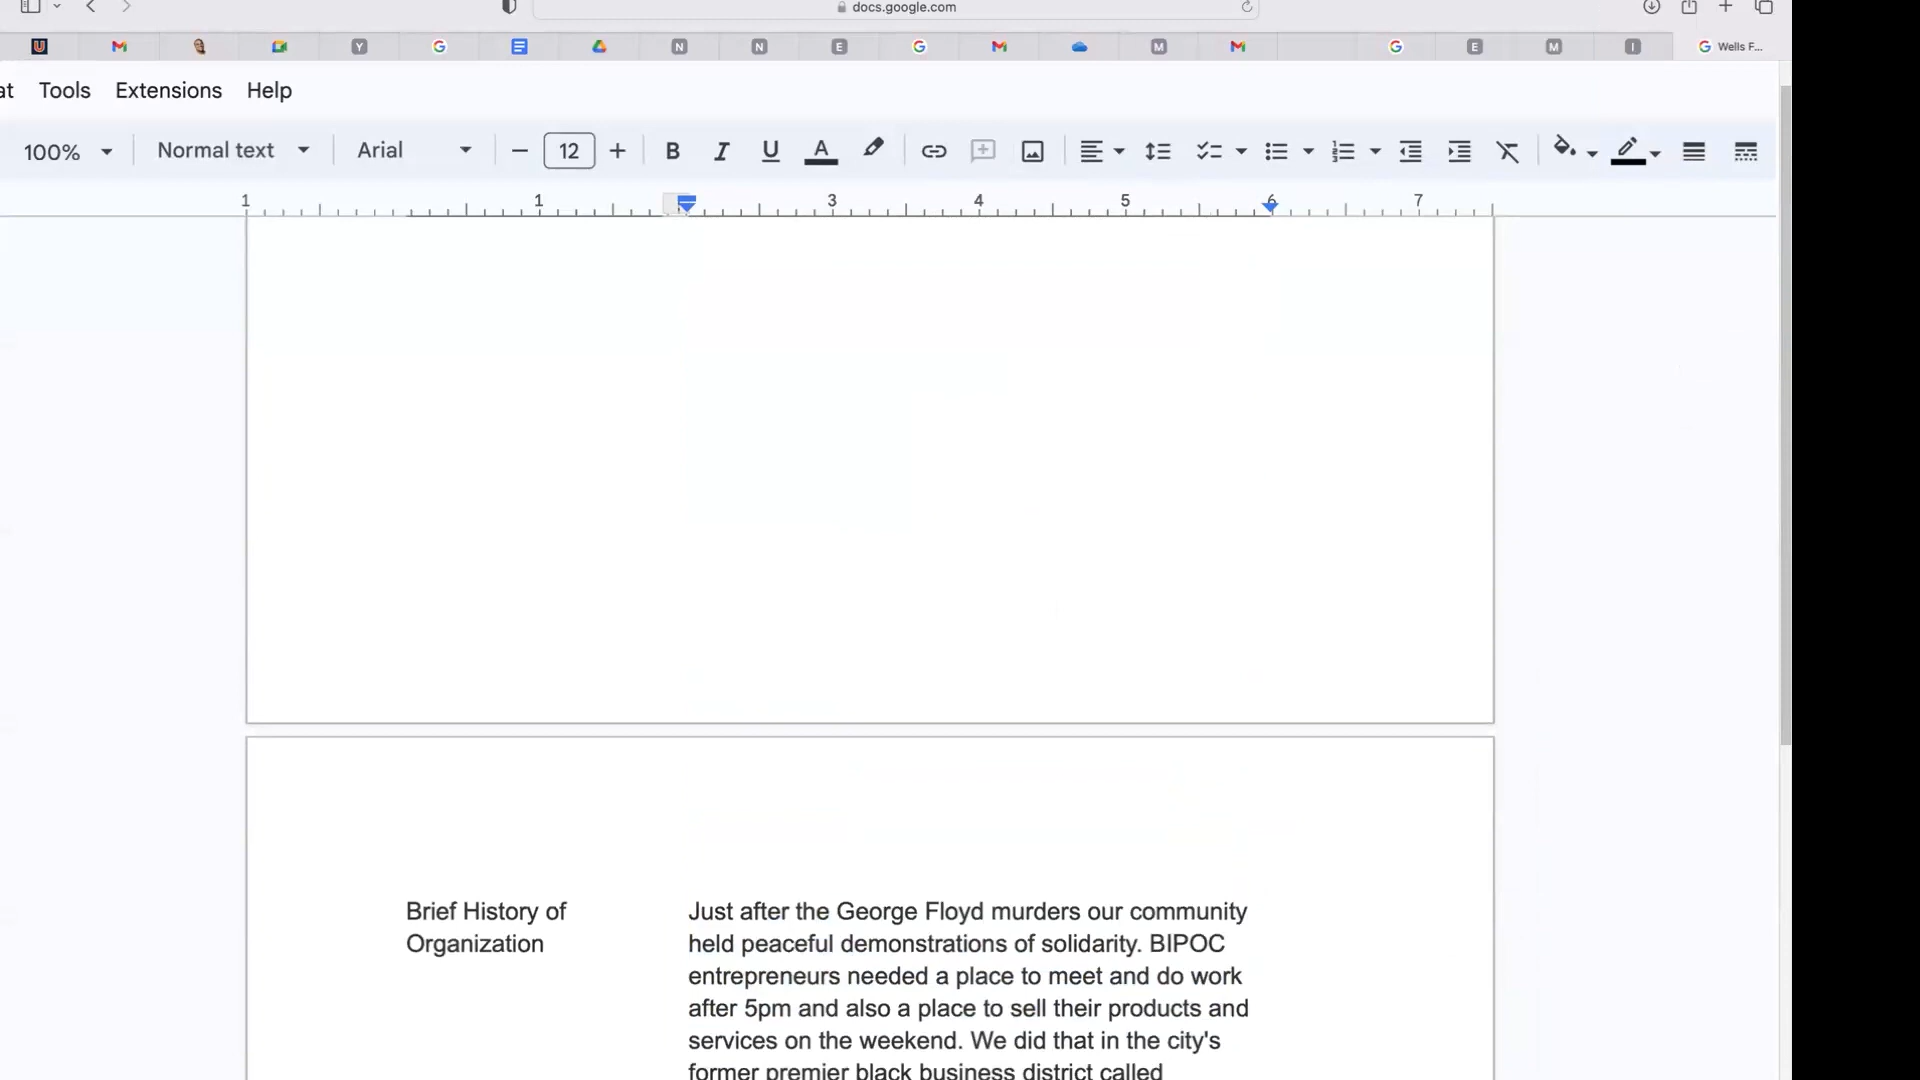 docs.google.com
U
Y
N
N
E
M
E
M
I
Wells F...
at Tools Extensions Help
100% Normal text Arial 12 B I U A
1 1 3 4 5 6 7
Brief History of
Organization
Just after the George Floyd murders our community
held peaceful demonstrations of solidarity. BIPOC
entrepreneurs needed a place to meet and do work
after 5pm and also a place to sell their products and
services on the weekend. We did that in the city's
former premier black business district called